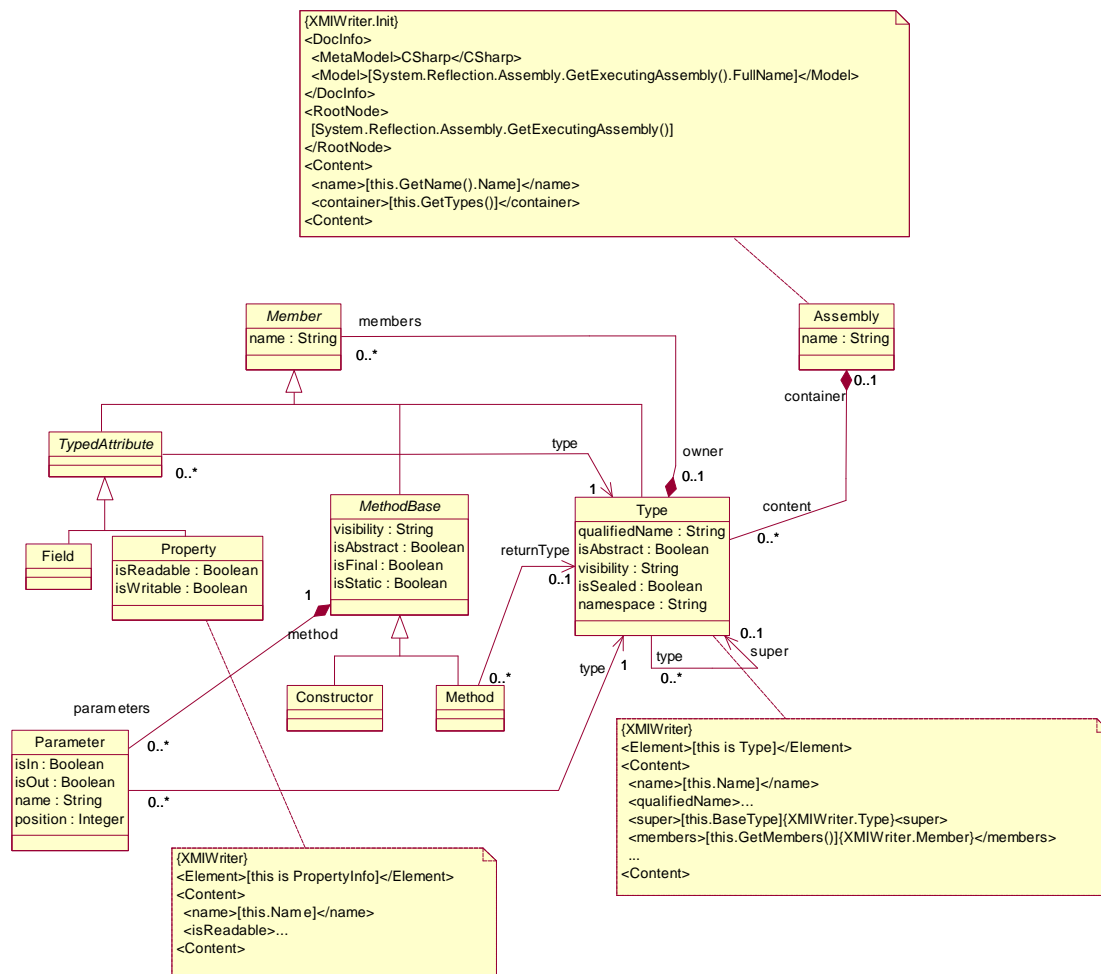 {XMIWriter.Init}
<DocInfo>
<MetaModel>CSharp</CSharp>
<Model>[System.Reflection.Assembly.GetExecutingAssembly().FullName]</Model>
</DocInfo>
<RootNode>
[System.Reflection.Assembly.GetExecutingAssembly()]
</RootNode>
<Content>
<name>[this.GetName().Name]</name>
<container>[this.GetTypes()]</container>
<Content>
Member
name : String
members
0..*
Assembly
name : String
0..1
container
TypedAttribute
0..*
type
1
owner
0..1
content
0..*
Field
Property
isReadable : Boolean
isWritable : Boolean
MethodBase
visibility : String
isAbstract : Boolean
isFinal : Boolean
isStatic : Boolean
returnType
0..1
Type
qualifiedName : String
isAbstract : Boolean
visibility : String
isSealed : Boolean
namespace : String
1
method
0..1
super
type
0..*
type
1
Constructor
Method
0..*
parameters
0..*
Parameter
isIn : Boolean
isOut : Boolean
name : String
position : Integer
0..*
{XMIWriter}
<Element>[this is Type]</Element>
<Content>
<name>[this.Name]</name>
<qualifiedName>...
<super>[this.BaseType]{XMIWriter.Type}<super>
<members>[this.GetMembers()]{XMIWriter.Member}</members>
...
<Content>
{XMIWriter}
<Element>[this is PropertyInfo]</Element>
<Content>
<name>[this.Name]</name>
<isReadable>...
<Content>